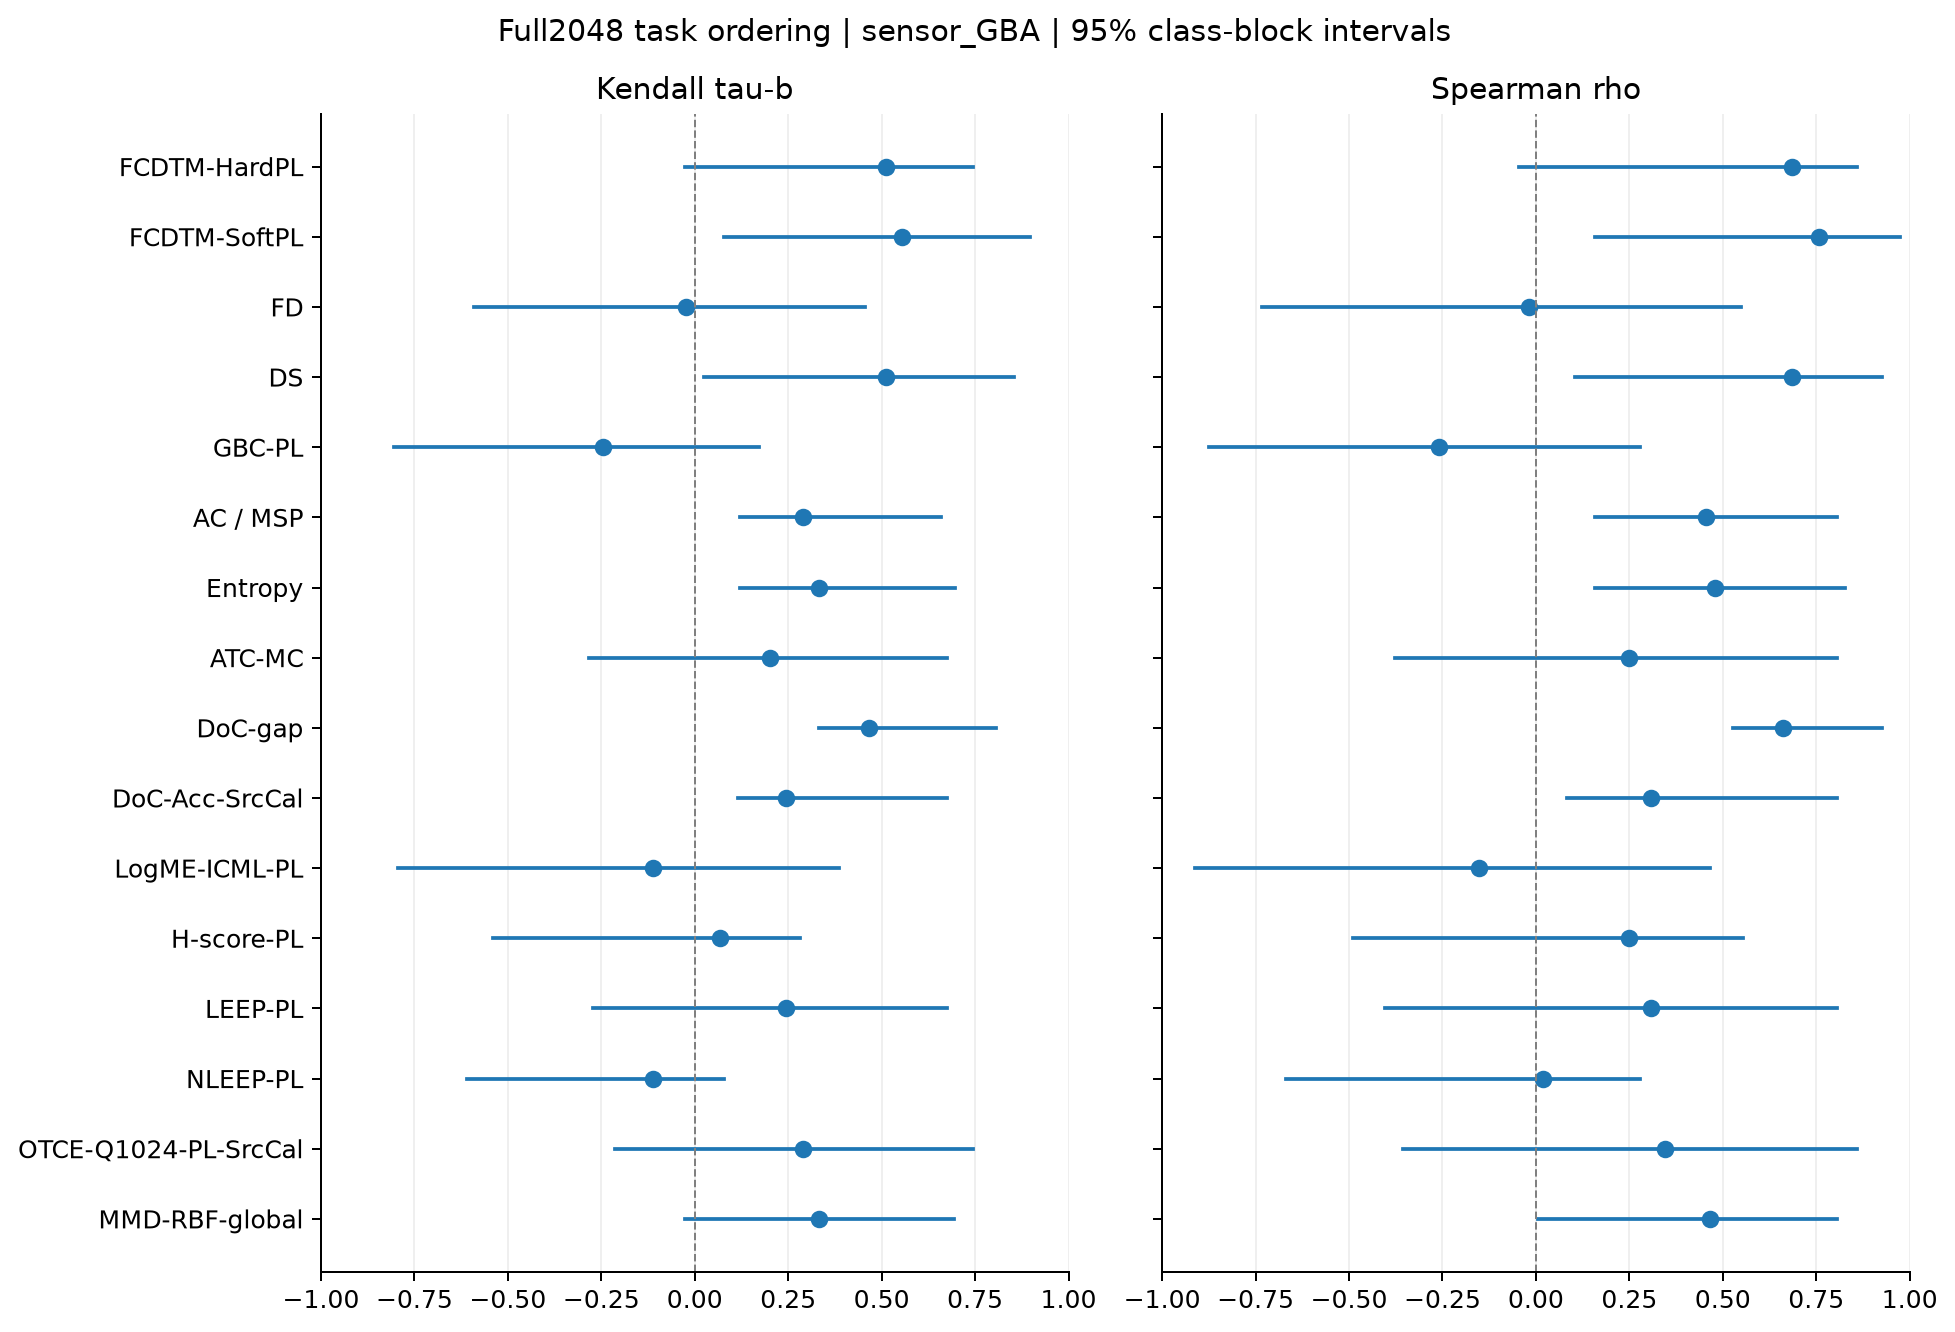 Full2048 task ordering | sensor_GBA | 95% class-block intervals
Kendall tau-b
Spearman rho
FCDTM-HardPL
FCDTM-SoftPL
FD
DS
GBC-PL
AC / MSP
Entropy
ATC-MC
DoC-gap
DoC-Acc-SrcCal
LogME-ICML-PL
H-score-PL
LEEP-PL
NLEEP-PL
OTCE-Q1024-PL-SrcCal
MMD-RBF-global
−1.00 −0.75 −0.50 −0.25 0.00 0.25 0.50 0.75 1.00
−1.00 −0.75 −0.50 −0.25 0.00 0.25 0.50 0.75 1.00